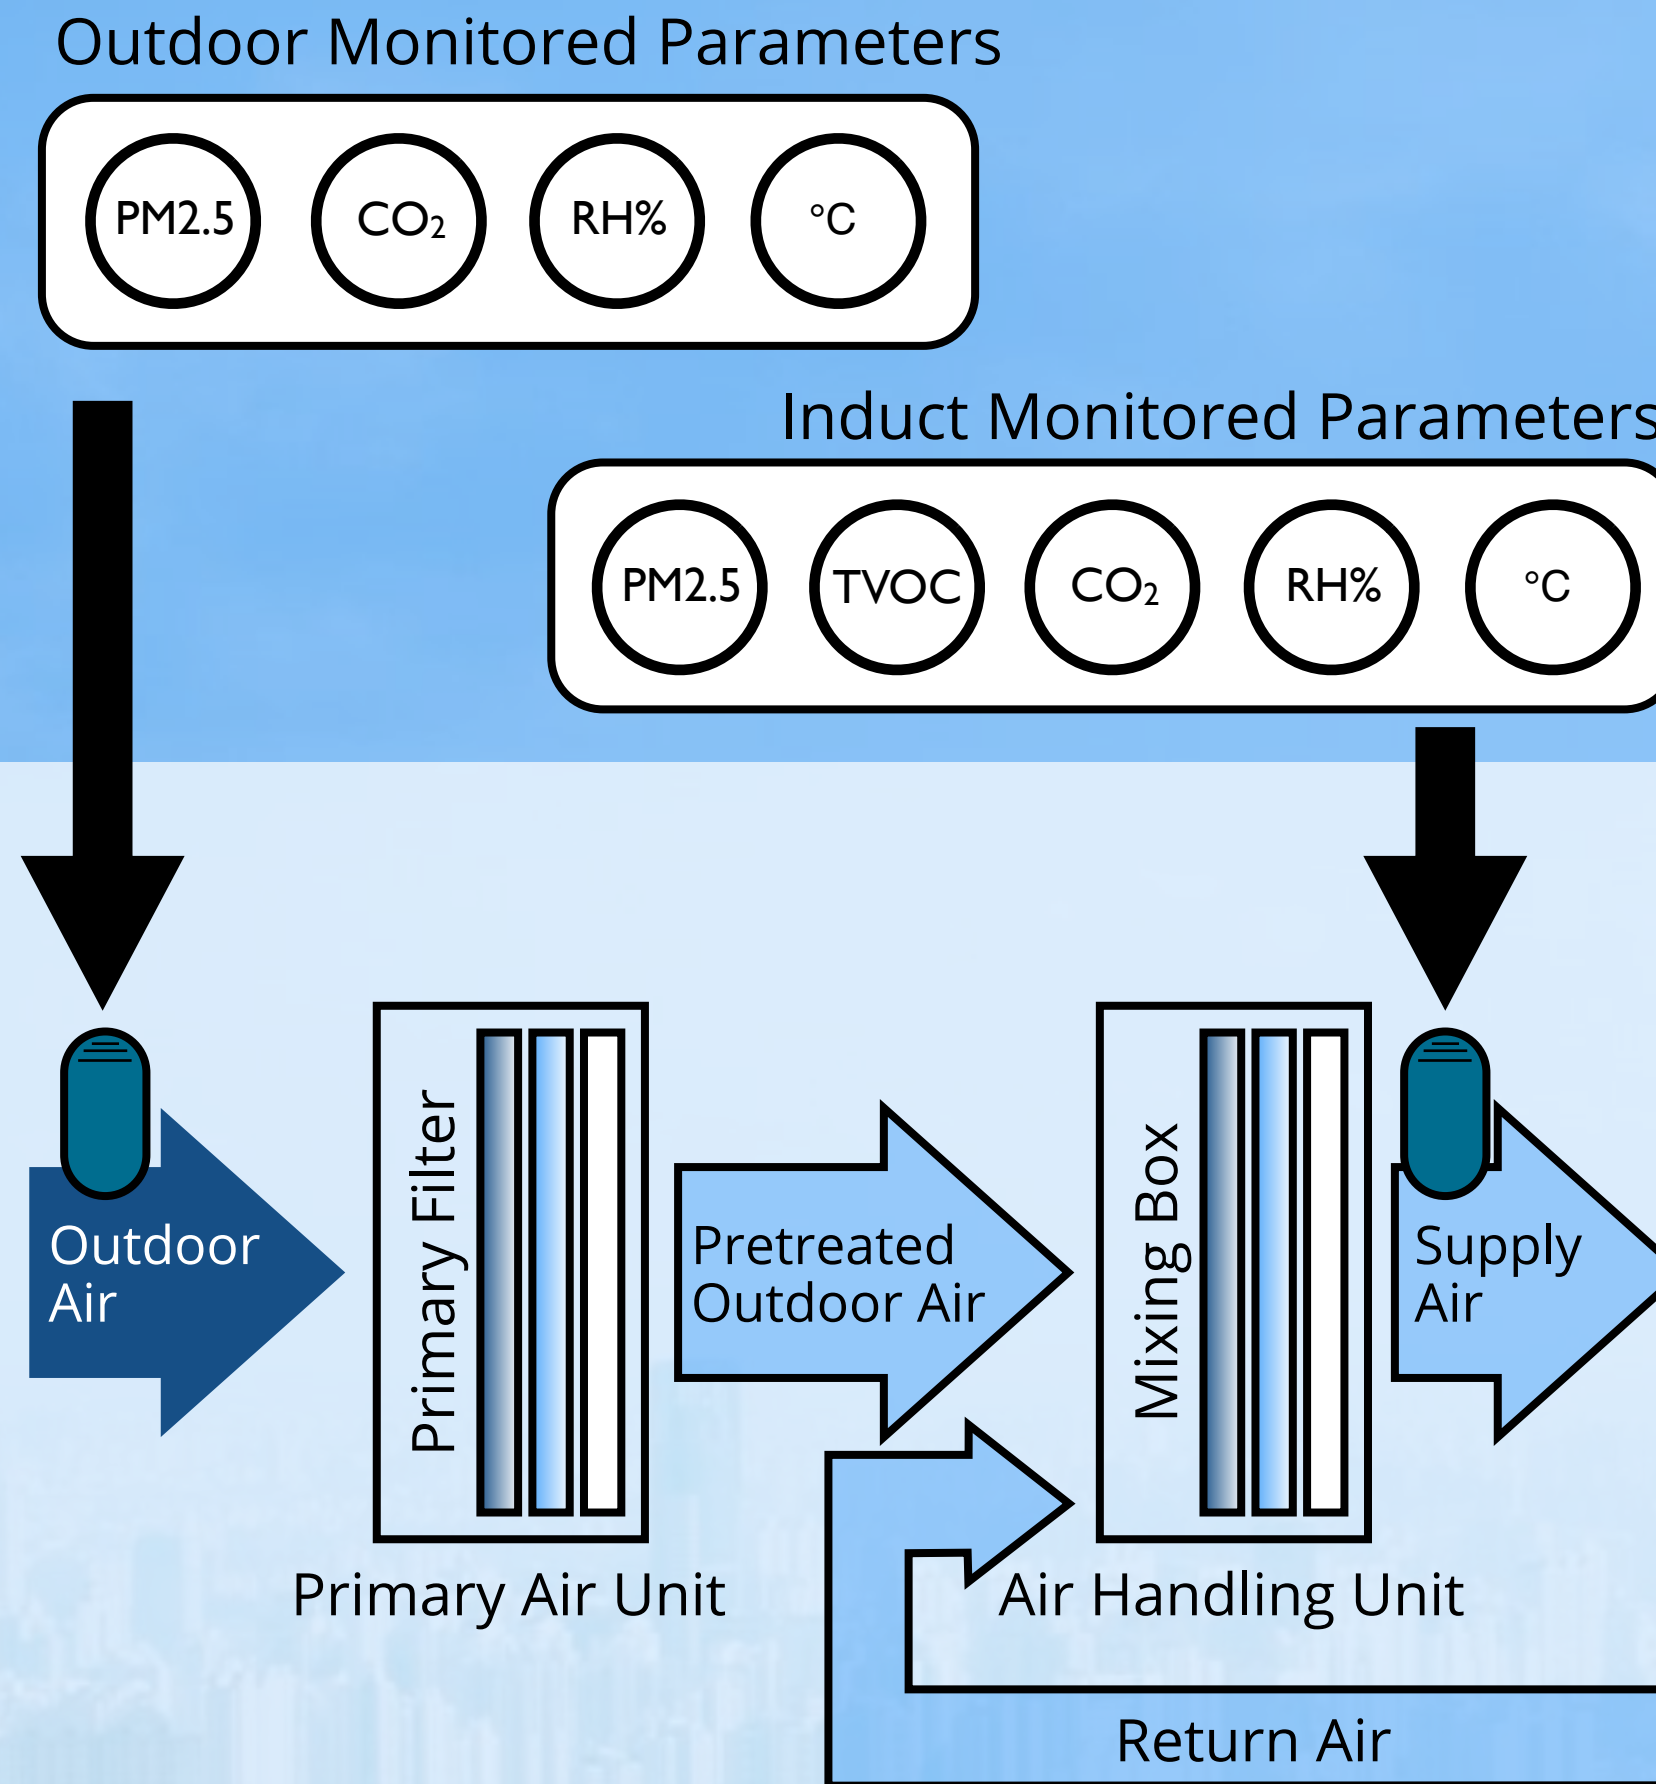 Outdoor Monitored Parameters
PM2.5 CO₂ RH% °C
Induct Monitored Parameters
PM2.5 TVOC CO₂ RH% °C
Outdoor
Air
Primary Filter
Pretreated
Outdoor Air
Mixing Box
Supply
Air
Primary Air Unit
Air Handling Unit
Return Air